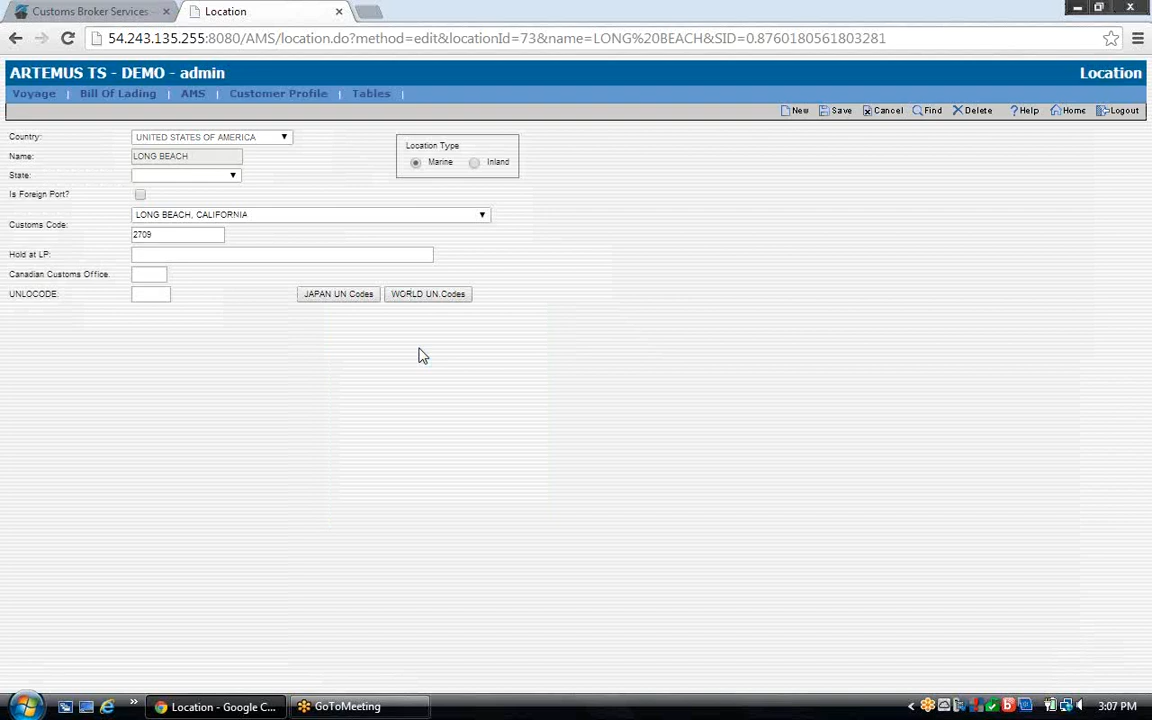 Customs Broker Services
Location
54.243.135.255:8080/AMS/location.do?method=edit&locationId=73&name=LONG%20BEACH&SID=0.8760180561803281
ARTEMUS TS - DEMO - admin
Location
Voyage | Bill Of Lading | AMS | Customer Profile | Tables |
New Save Cancel Find Delete ?Help Home Logout
Country: UNITED STATES OF AMERICA
Location Type
Name: LONG BEACH
Marine Inland
State:
Is Foreign Port?
LONG BEACH, CALIFORNIA
Customs Code:
2709
Hold at LP:
Canadian Customs Office.
UNLOCODE:
JAPAN UN Codes WORLD UN.Codes
Location - Google C...
GoToMeeting
3:07 PM